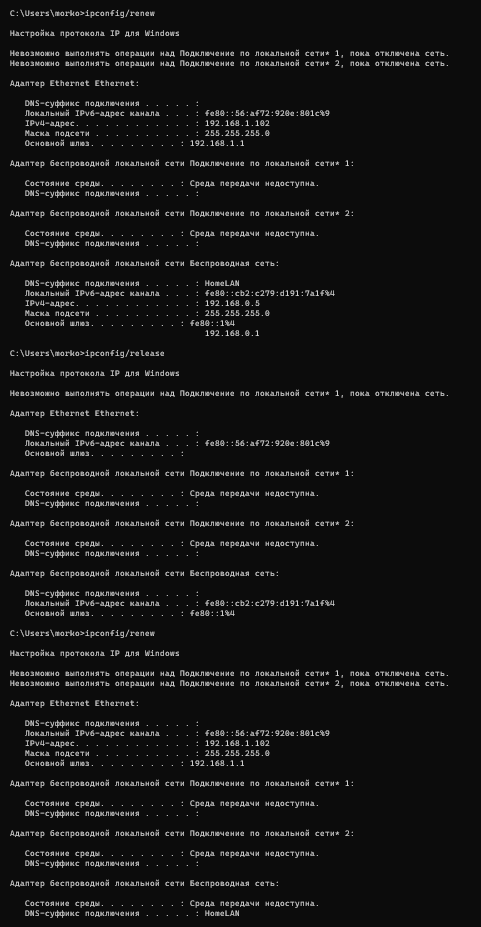 C:\Users\morko>ipconfig/renew
Настройка протокола IP для Windows
Невозможно выполнять операции над Подключение по локальной сети* 1, пока отключена сеть.
Невозможно выполнять операции над Подключение по локальной сети* 2, пока отключена сеть.
Адаптер Ethernet Ethernet:
DNS-суффикс подключения . . . . . :
Локальный IPv6-адрес канала . . . : fe80::56:af72:920e:801c%9
IPv4-адрес. . . . . . . . . . . . : 192.168.1.102
Маска подсети . . . . . . . . . . : 255.255.255.0
Основной шлюз. . . . . . . . . : 192.168.1.1
Адаптер беспроводной локальной сети Подключение по локальной сети* 1:
Состояние среды. . . . . . . . : Среда передачи недоступна.
DNS-суффикс подключения . . . . . :
Адаптер беспроводной локальной сети Подключение по локальной сети* 2:
Состояние среды. . . . . . . . : Среда передачи недоступна.
DNS-суффикс подключения . . . . . :
Адаптер беспроводной локальной сети Беспроводная сеть:
DNS-суффикс подключения . . . . . : HomeLAN
Локальный IPv6-адрес канала . . . : fe80::cb2:c279:d191:7a1f%4
IPv4-адрес. . . . . . . . . . . . : 192.168.0.5
Маска подсети . . . . . . . . . . : 255.255.255.0
Основной шлюз. . . . . . . . . : fe80::1%4
192.168.0.1
C:\Users\morko>ipconfig/release
Настройка протокола IP для Windows
Невозможно выполнять операции над Подключение по локальной сети* 1, пока отключена сеть.
Адаптер Ethernet Ethernet:
DNS-суффикс подключения . . . . . :
Локальный IPv6-адрес канала . . . : fe80::56:af72:920e:801c%9
Основной шлюз. . . . . . . . . :
Адаптер беспроводной локальной сети Подключение по локальной сети* 1:
Состояние среды. . . . . . . . : Среда передачи недоступна.
DNS-суффикс подключения . . . . . :
Адаптер беспроводной локальной сети Подключение по локальной сети* 2:
Состояние среды. . . . . . . . : Среда передачи недоступна.
DNS-суффикс подключения . . . . . :
Адаптер беспроводной локальной сети Беспроводная сеть:
DNS-суффикс подключения . . . . . :
Локальный IPv6-адрес канала . . . : fe80::cb2:c279:d191:7a1f%4
Основной шлюз. . . . . . . . . : fe80::1%4
C:\Users\morko>ipconfig/renew
Настройка протокола IP для Windows
Невозможно выполнять операции над Подключение по локальной сети* 1, пока отключена сеть.
Невозможно выполнять операции над Подключение по локальной сети* 2, пока отключена сеть.
Адаптер Ethernet Ethernet:
DNS-суффикс подключения . . . . . :
Локальный IPv6-адрес канала . . . : fe80::56:af72:920e:801c%9
IPv4-адрес. . . . . . . . . . . . : 192.168.1.102
Маска подсети . . . . . . . . . . : 255.255.255.0
Основной шлюз. . . . . . . . . : 192.168.1.1
Адаптер беспроводной локальной сети Подключение по локальной сети* 1:
Состояние среды. . . . . . . . : Среда передачи недоступна.
DNS-суффикс подключения . . . . . :
Адаптер беспроводной локальной сети Подключение по локальной сети* 2:
Состояние среды. . . . . . . . : Среда передачи недоступна.
DNS-суффикс подключения . . . . . :
Адаптер беспроводной локальной сети Беспроводная сеть:
Состояние среды. . . . . . . . : Среда передачи недоступна.
DNS-суффикс подключения . . . . . : HomeLAN